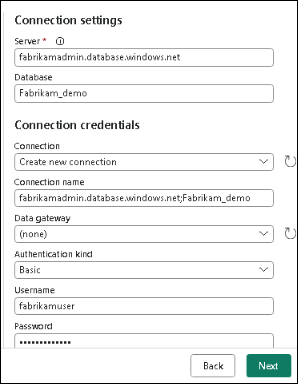 Connection settings
Server * ⓘ
fabrikamadmin.database.windows.net
Database
Fabrikam_demo
Connection credentials
Connection
Create new connection
Connection name
fabrikamadmin.database.windows.net;Fabrikam_demo
Data gateway
(none)
Authentication kind
Basic
Username
fabrikamuser
Password
•••••••••••••
Back Next